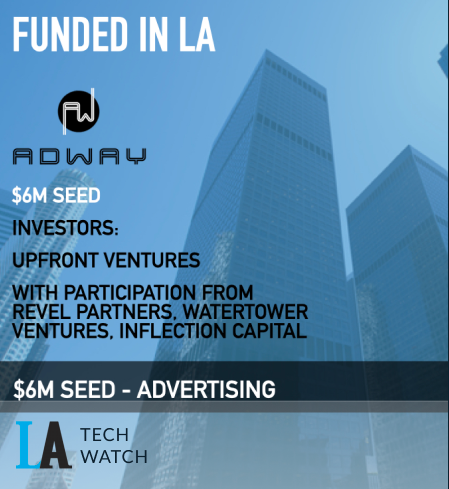 FUNDED IN LA
AW
ADWAY
$6M SEED
INVESTORS:
UPFRONT VENTURES
WITH PARTICIPATION FROM
REVEL PARTNERS, WATERTOWER
VENTURES, INFLECTION CAPITAL
$6M SEED - ADVERTISING
LA TECH
WATCH